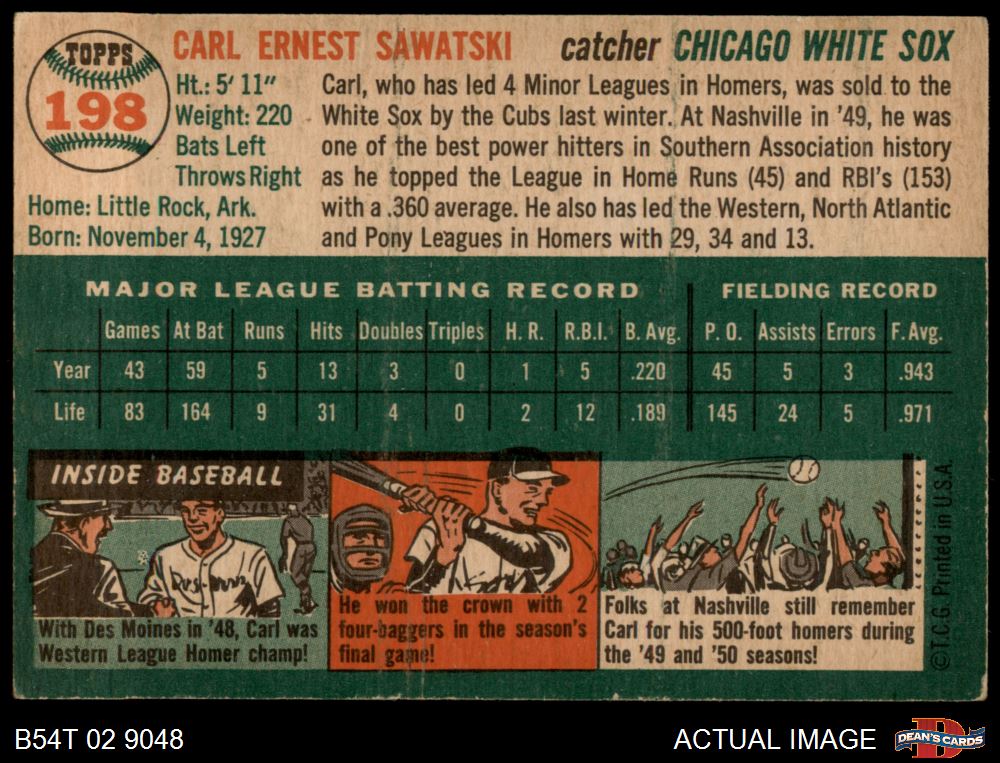 TOPPS
198
CARL ERNEST SAWATSKI catcher CHICAGO WHITE SOX
Ht.: 5' 11"
Weight: 220
Bats Left
Throws Right
Home: Little Rock, Ark.
Born: November 4, 1927
Carl, who has led 4 Minor Leagues in Homers, was sold to the
White Sox by the Cubs last winter. At Nashville in '49, he was
one of the best power hitters in Southern Association history
as he topped the League in Home Runs (45) and RBI's (153)
with a .360 average. He also has led the Western, North Atlantic
and Pony Leagues in Homers with 29, 34 and 13.
MAJOR LEAGUE BATTING RECORD FIELDING RECORD
Games At Bat Runs Hits Doubles Triples H. R. R.B.I. B. Avg. P. O. Assists Errors F. Avg.
Year 43 59 5 13 3 0 1 5 .220 45 5 3 .943
Life 83 164 9 31 4 0 2 12 .189 145 24 5 .971
INSIDE BASEBALL
With Des Moines in '48, Carl was
Western League Homer champ!
He won the crown with 2
four-baggers in the season's
final game!
Folks at Nashville still remember
Carl for his 500-foot homers during
the '49 and '50 seasons!
© T.C.G. Printed in U.S.A.
B54T 02 9048
ACTUAL IMAGE
DEAN'S CARDS